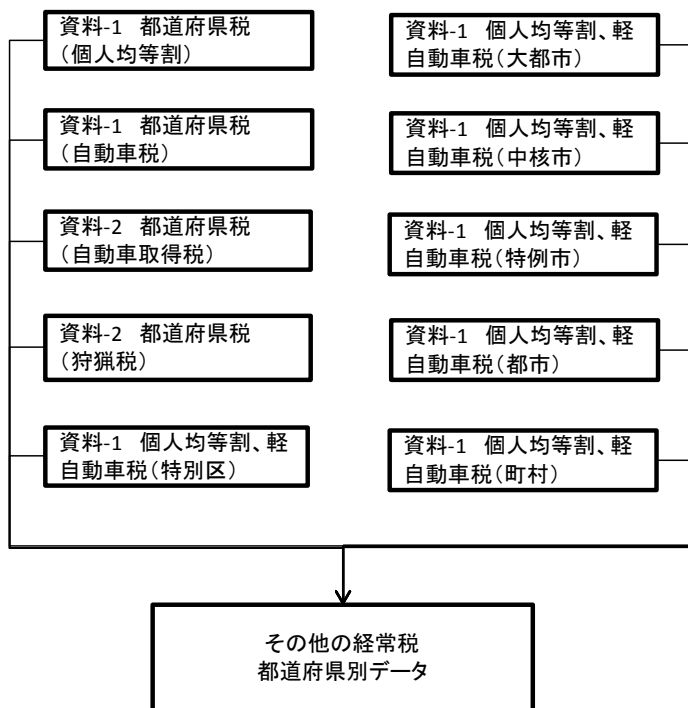 資料-1　都道府県税
（個人均等割）
資料-1　都道府県税
（自動車税）
資料-2　都道府県税
（自動車取得税）
資料-2　都道府県税
（狩猟税）
資料-1　個人均等割、軽
自動車税（特別区）
資料-1　個人均等割、軽
自動車税（大都市）
資料-1　個人均等割、軽
自動車税（中核市）
資料-1　個人均等割、軽
自動車税（特例市）
資料-1　個人均等割、軽
自動車税（都市）
資料-1　個人均等割、軽
自動車税（町村）
その他の経常税
都道府県別データ